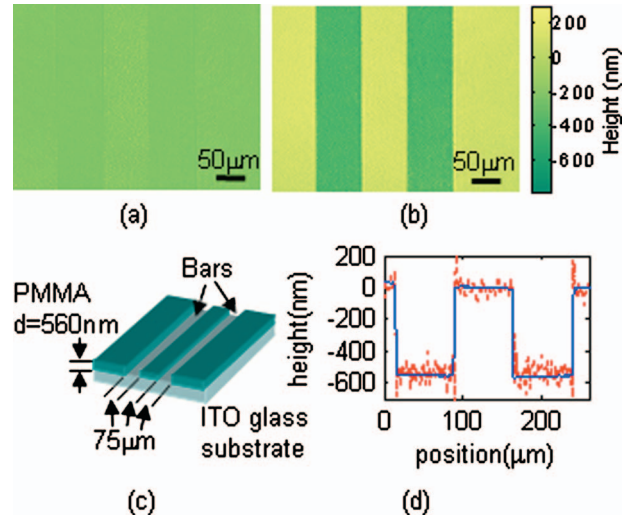 50μm
(a)
50μm
(b)
200
0
-200
-400
-600
Height (nm)
PMMA
d=560nm
Bars
75μm
ITO glass
substrate
(c)
200
0
-200
-400
-600
height(nm)
0 100 200
position(μm)
(d)